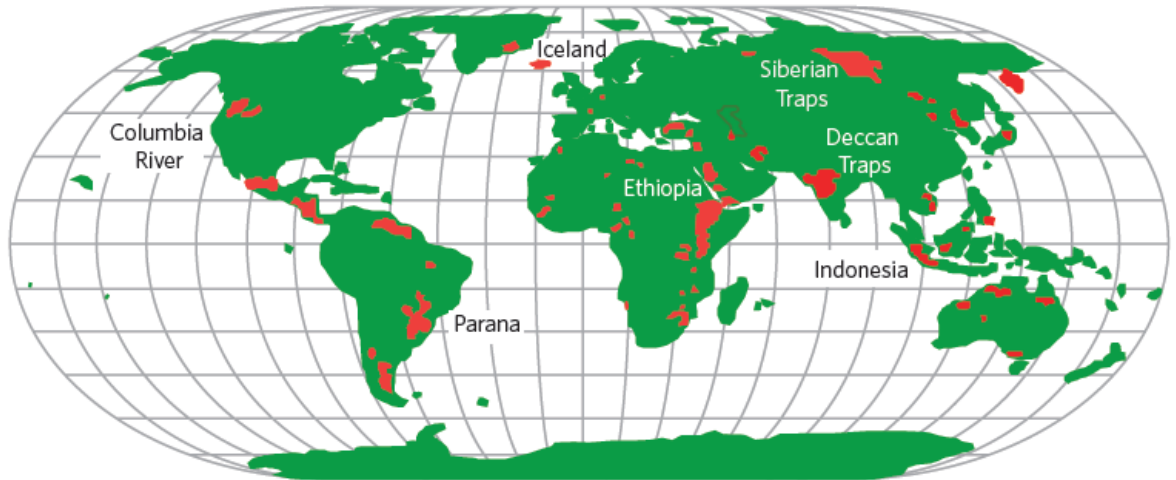 Iceland
Siberian
Traps
Columbia
River
Deccan
Traps
Ethiopia
Indonesia
Parana